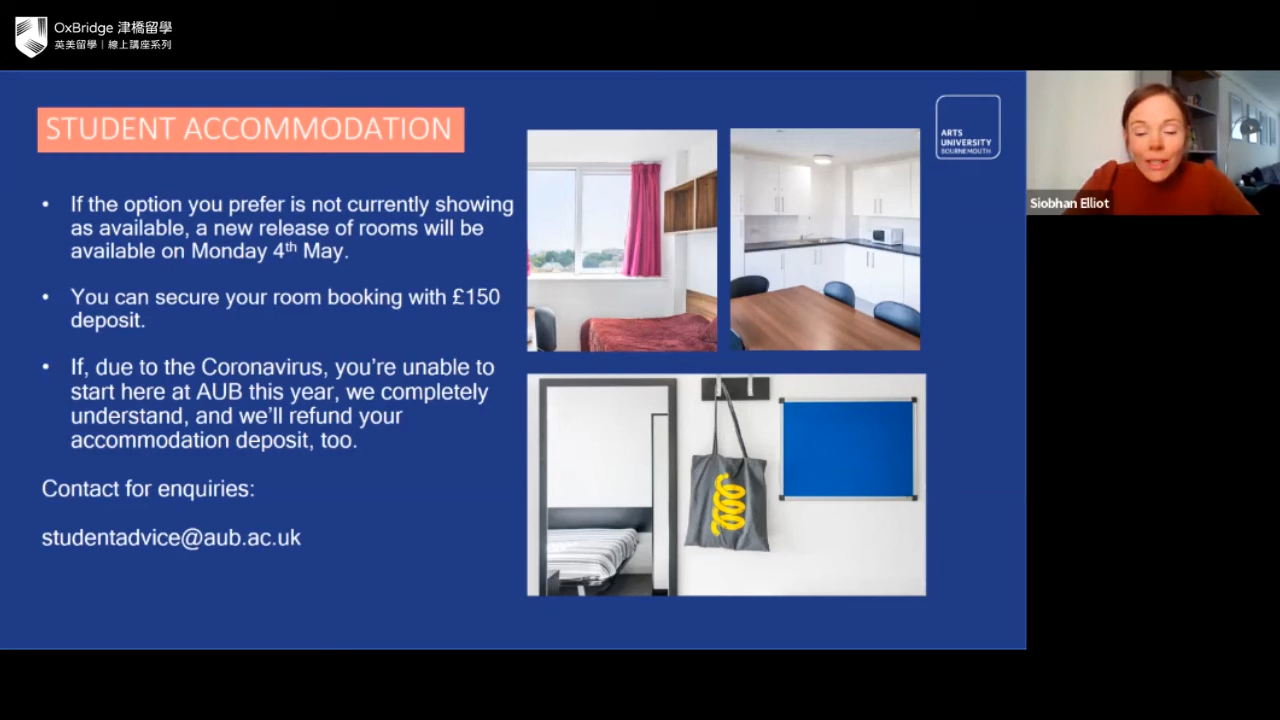 OxBridge 津橋留學
英美留學 | 線上講座系列
STUDENT ACCOMMODATION
ARTS
UNIVERSITY
BOURNEMOUTH
• If the option you prefer is not currently showing
as available, a new release of rooms will be
available on Monday 4th May.
• You can secure your room booking with £150
deposit.
• If, due to the Coronavirus, you’re unable to
start here at AUB this year, we completely
understand, and we’ll refund your
accommodation deposit, too.
Contact for enquiries:
studentadvice@aub.ac.uk
Siobhan Elliot